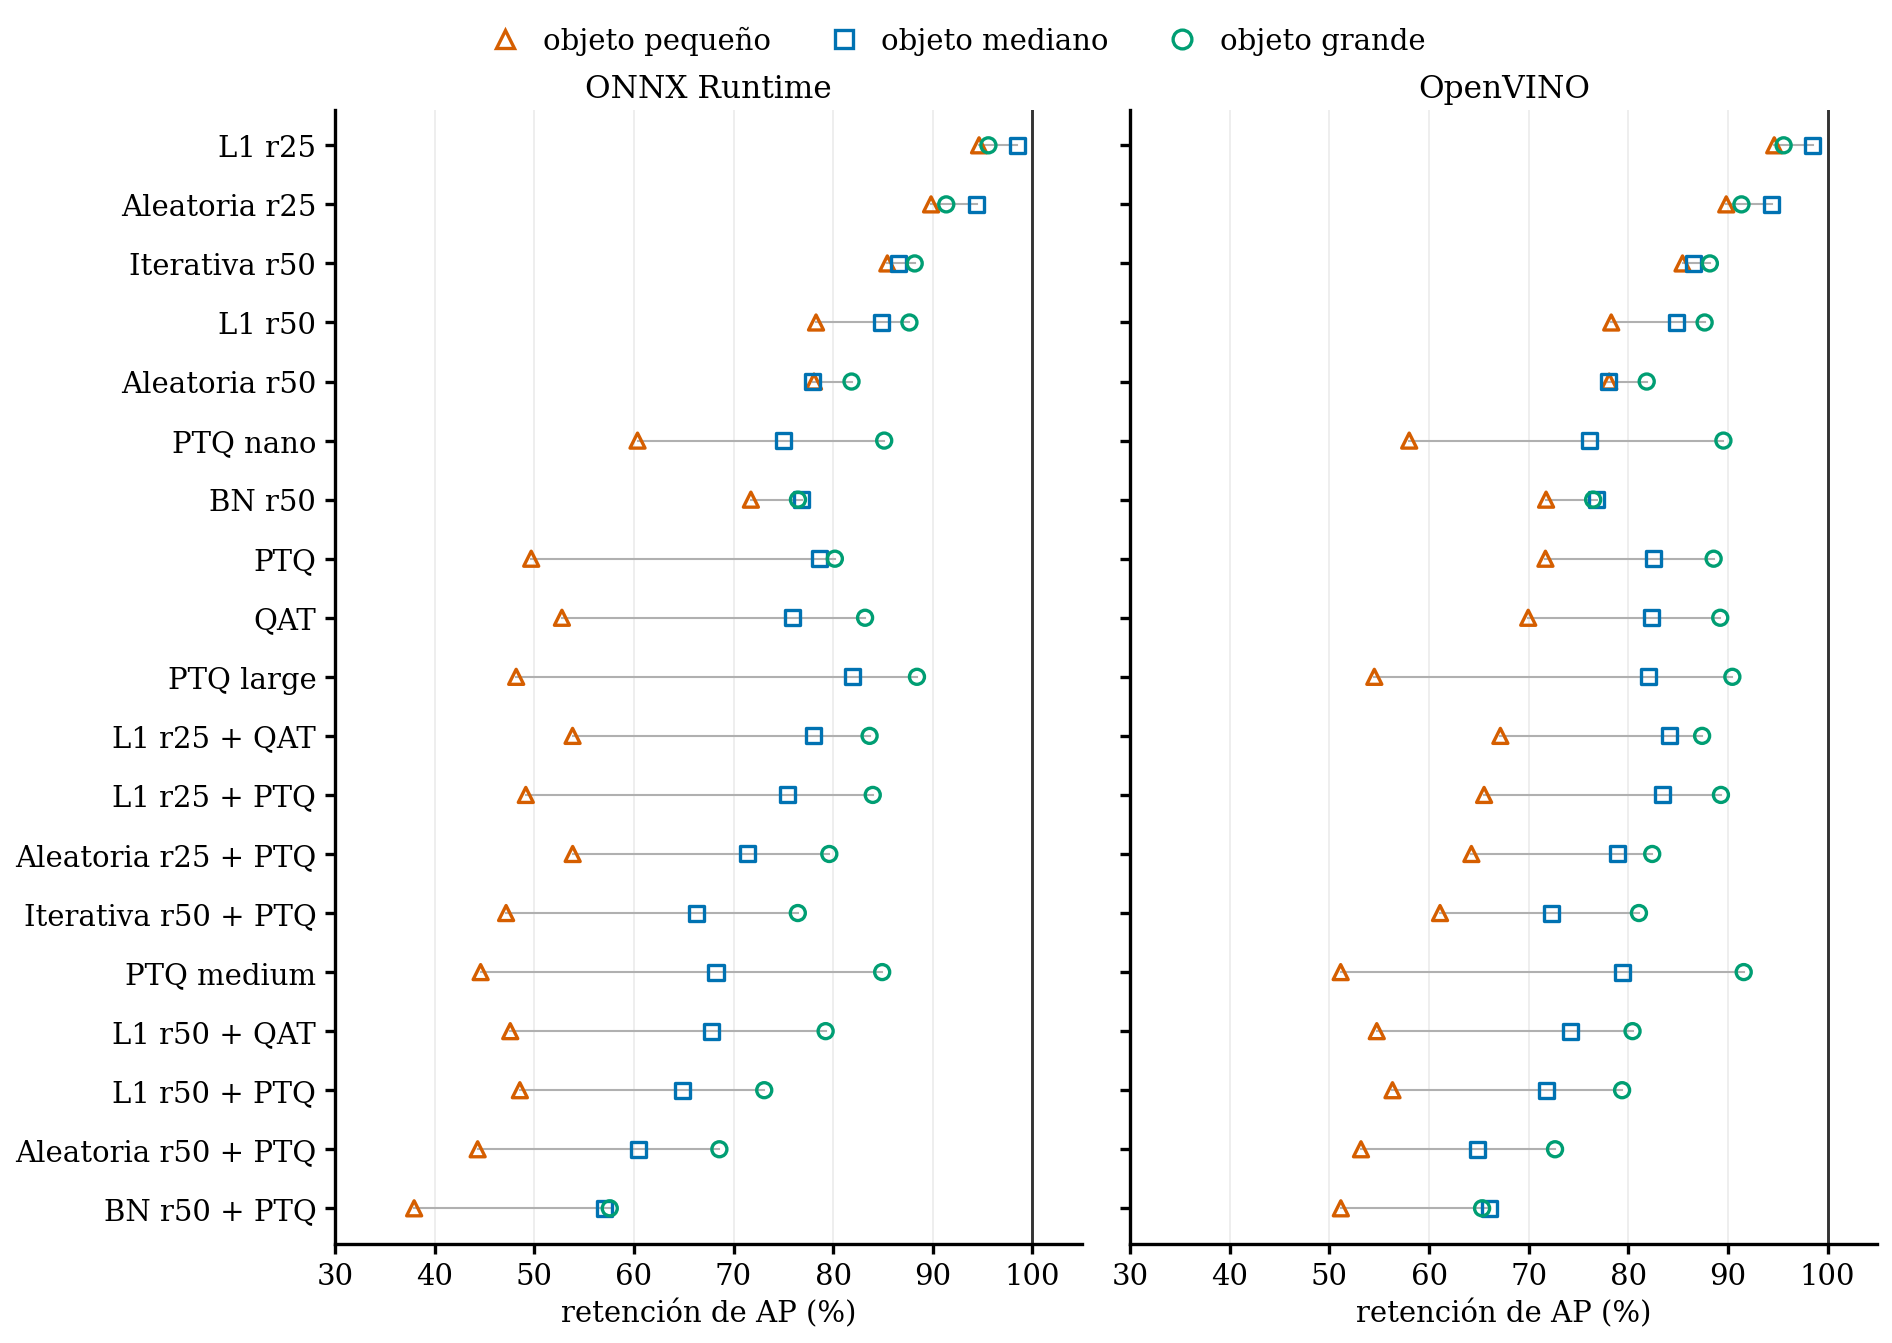 objeto pequeño objeto mediano objeto grande
ONNX Runtime OpenVINO
L1 r25
Aleatoria r25
Iterativa r50
L1 r50
Aleatoria r50
PTQ nano
BN r50
PTQ
QAT
PTQ large
L1 r25 + QAT
L1 r25 + PTQ
Aleatoria r25 + PTQ
Iterativa r50 + PTQ
PTQ medium
L1 r50 + QAT
L1 r50 + PTQ
Aleatoria r50 + PTQ
BN r50 + PTQ
30 40 50 60 70 80 90 100 30 40 50 60 70 80 90 100
retención de AP (%) retención de AP (%)